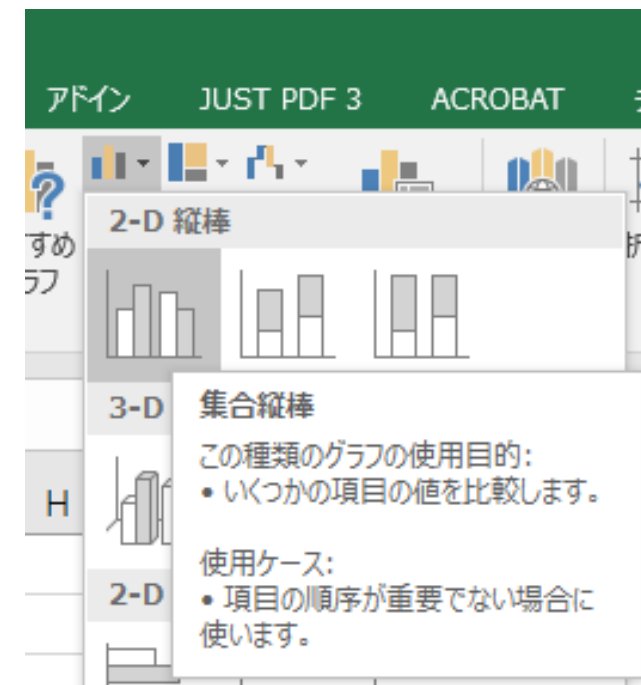 アドイン JUST PDF 3 ACROBAT
すめ
ラフ
2-D 縦棒
3-D
集合縦棒
この種類のグラフの使用目的:
• いくつかの項目の値を比較します。
H
使用ケース:
2-D
• 項目の順序が重要でない場合に
使います。